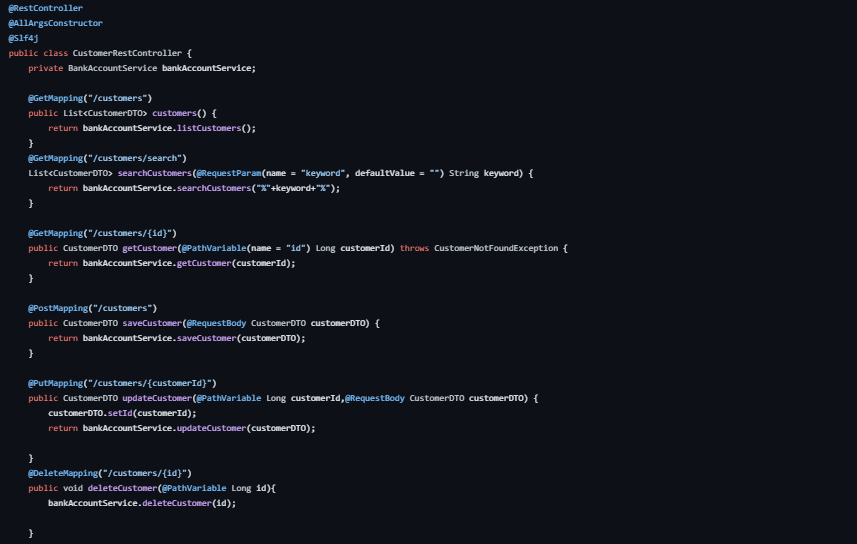 @RestController
@AllArgsConstructor
@Slf4j
public class CustomerRestController {
    private BankAccountService bankAccountService;

    @GetMapping("/customers")
    public List<CustomerDTO> customers() {
        return bankAccountService.listCustomers();
    }
    @GetMapping("/customers/search")
    List<CustomerDTO> searchCustomers(@RequestParam(name = "keyword", defaultValue = "") String keyword) {
        return bankAccountService.searchCustomers("%"+keyword+"%");
    }

    @GetMapping("/customers/{id}")
    public CustomerDTO getCustomer(@PathVariable(name = "id") Long customerId) throws CustomerNotFoundException {
        return bankAccountService.getCustomer(customerId);
    }

    @PostMapping("/customers")
    public CustomerDTO saveCustomer(@RequestBody CustomerDTO customerDTO) {
        return bankAccountService.saveCustomer(customerDTO);
    }

    @PutMapping("/customers/{customerId}")
    public CustomerDTO updateCustomer(@PathVariable Long customerId,@RequestBody CustomerDTO customerDTO) {
        customerDTO.setId(customerId);
        return bankAccountService.updateCustomer(customerDTO);

    }
    @DeleteMapping("/customers/{id}")
    public void deleteCustomer(@PathVariable Long id){
        bankAccountService.deleteCustomer(id);

    }